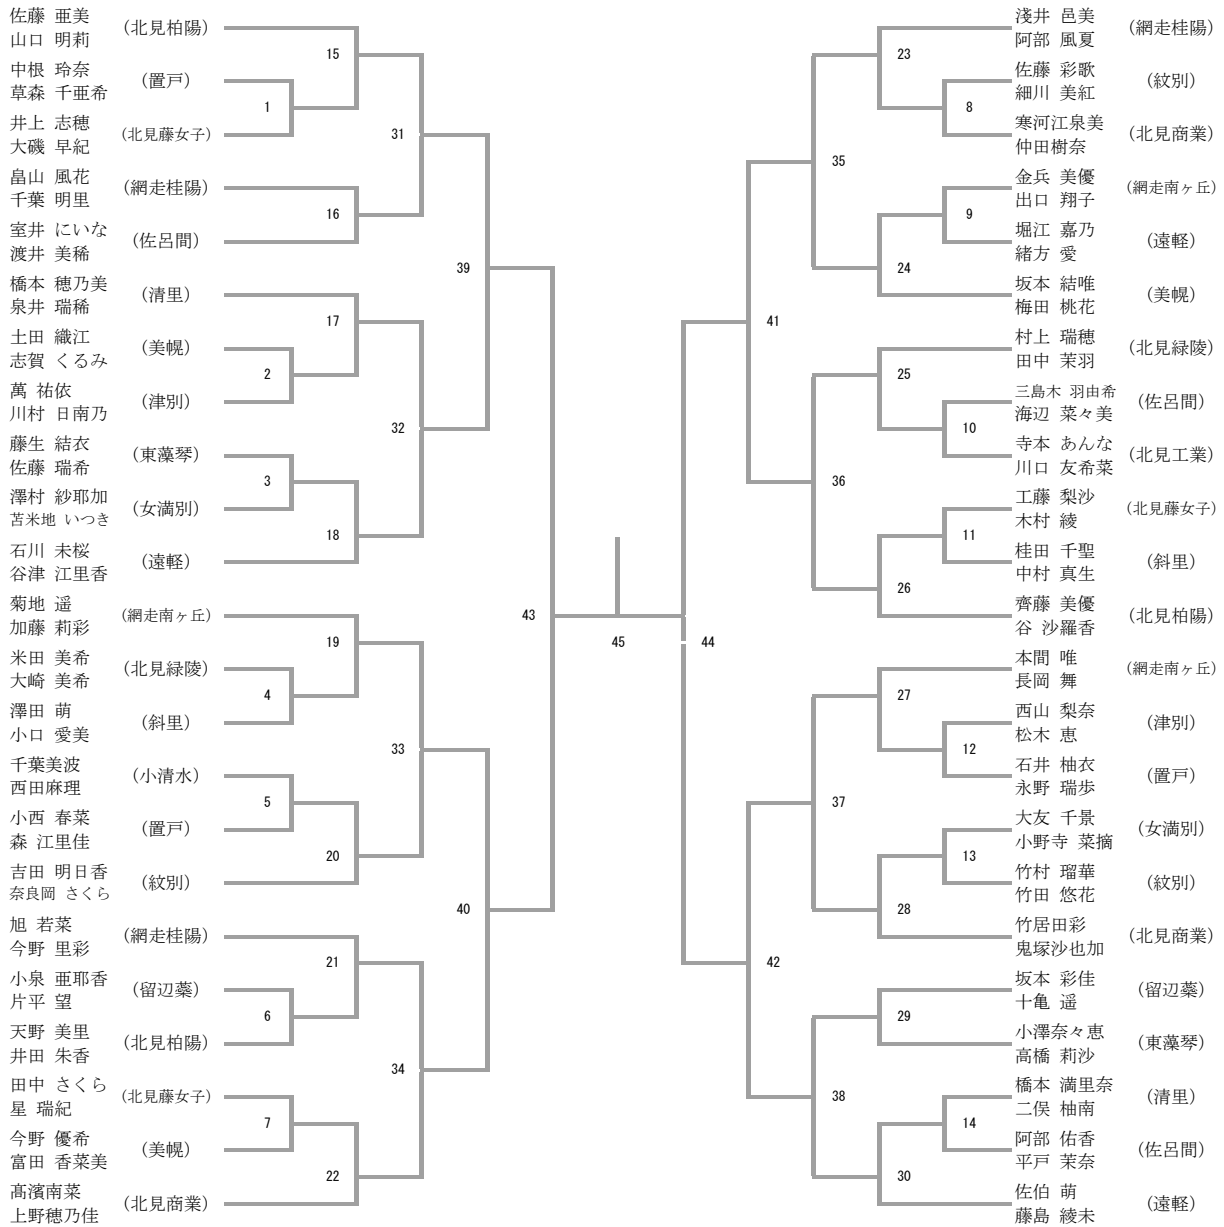 佐藤 亜美
山口 明莉
(北見柏陽)
15
中根 玲奈
草森 千亜希
(置戸)
1
井上 志穂
大磯 早紀
(北見藤女子)
31
畠山 風花
千葉 明里
(網走桂陽)
16
室井 にいな
渡井 美稀
(佐呂間)
39
橋本 穂乃美
泉井 瑞稀
(清里)
17
土田 織江
志賀 くるみ
(美幌)
2
萬 祐依
川村 日南乃
(津別)
32
藤生 結衣
佐藤 瑞希
(東藻琴)
3
澤村 紗耶加
苫米地 いつき
(女満別)
18
石川 未桜
谷津 江里香
(遠軽)
43
菊地 遥
加藤 莉彩
(網走南ヶ丘)
19
米田 美希
大崎 美希
(北見緑陵)
4
澤田 萌
小口 愛美
(斜里)
33
千葉美波
西田麻理
(小清水)
5
小西 春菜
森 江里佳
(置戸)
20
吉田 明日香
奈良岡 さくら
(紋別)
40
旭 若菜
今野 里彩
(網走桂陽)
21
小泉 亜耶香
片平 望
(留辺蘂)
6
天野 美里
井田 朱香
(北見柏陽)
34
田中 さくら
星 瑞紀
(北見藤女子)
7
今野 優希
富田 香菜美
(美幌)
22
髙濱南菜
上野穂乃佳
(北見商業)
45
44
淺井 邑美
阿部 風夏
(網走桂陽)
23
佐藤 彩歌
細川 美紅
(紋別)
8
寒河江泉美
仲田樹奈
(北見商業)
35
金兵 美優
出口 翔子
(網走南ヶ丘)
9
堀江 嘉乃
緒方 愛
(遠軽)
24
坂本 結唯
梅田 桃花
(美幌)
41
村上 瑞穂
田中 茉羽
(北見緑陵)
25
三島木 羽由希
海辺 菜々美
(佐呂間)
10
寺本 あんな
川口 友希菜
(北見工業)
36
工藤 梨沙
木村 綾
(北見藤女子)
11
桂田 千聖
中村 真生
(斜里)
26
齊藤 美優
谷 沙羅香
(北見柏陽)
本間 唯
長岡 舞
(網走南ヶ丘)
27
西山 梨奈
松木 恵
(津別)
12
石井 柚衣
永野 瑞歩
(置戸)
37
大友 千景
小野寺 菜摘
(女満別)
13
竹村 瑠華
竹田 悠花
(紋別)
28
竹居田彩
鬼塚沙也加
(北見商業)
42
坂本 彩佳
十亀 遥
(留辺蘂)
29
小澤奈々恵
高橋 莉沙
(東藻琴)
38
橋本 満里奈
二俣 柚南
(清里)
14
阿部 佑香
平戸 茉奈
(佐呂間)
30
佐伯 萌
藤島 綾未
(遠軽)